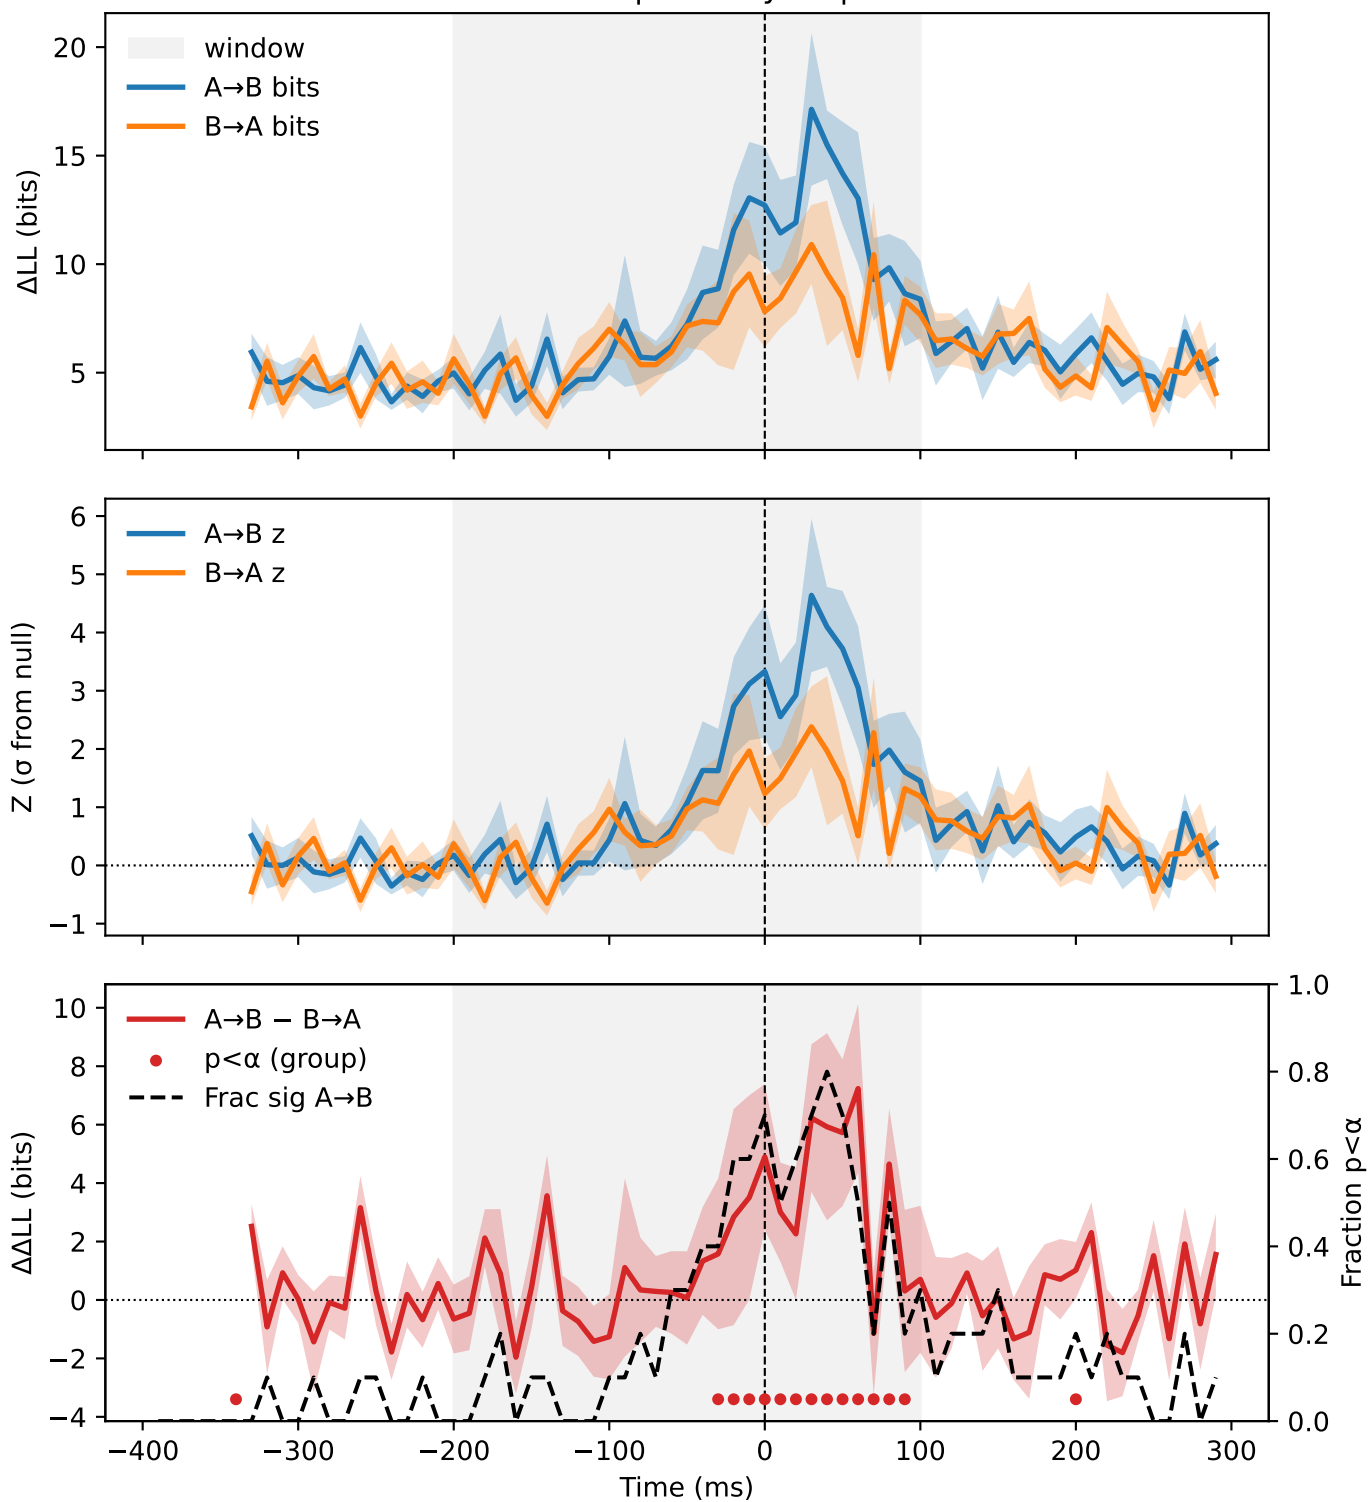 20
15
10
5
ΔLL (bits)
window
A→B bits
B→A bits
6
5
4
3
2
1
0
−1
Z (σ from null)
A→B z
B→A z
10
8
6
4
2
0
−2
−4
ΔΔLL (bits)
A→B − B→A
p<α (group)
Frac sig A→B
1.0
0.8
0.6
0.4
0.2
0.0
Fraction p<α
−400 −300 −200 −100 0 100 200 300
Time (ms)